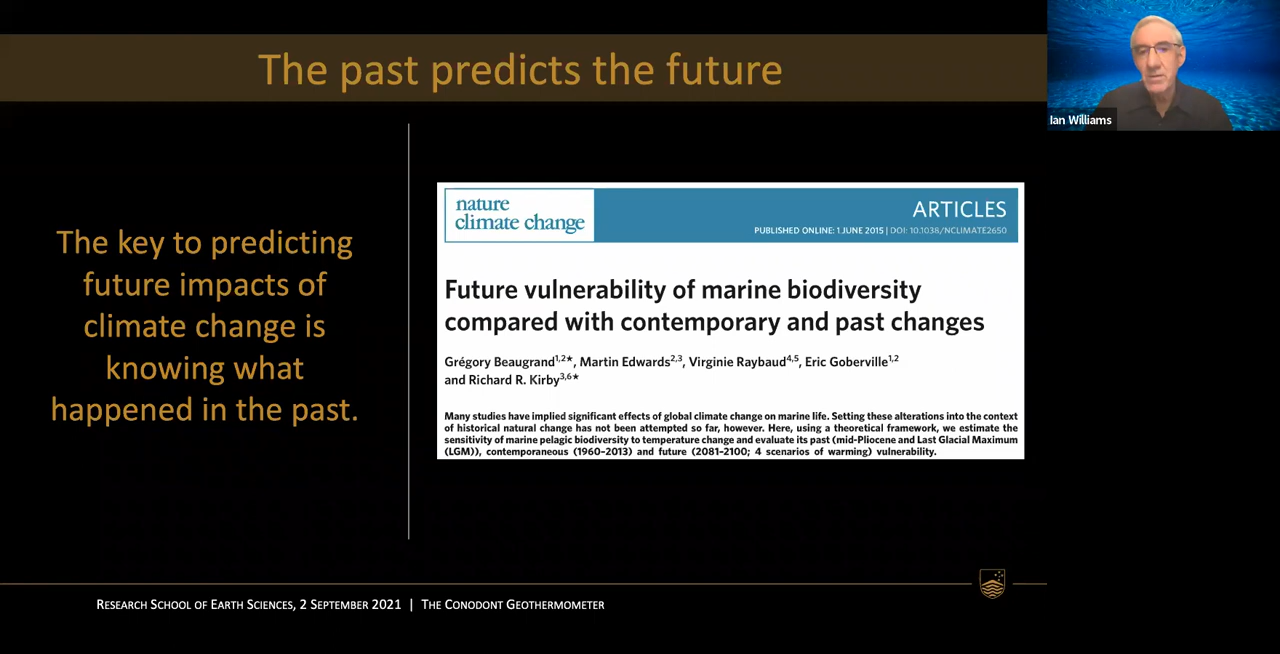 The past predicts the future
Ian Williams
The key to predicting
future impacts of
climate change is
knowing what
happened in the past.
nature
climate change
ARTICLES
PUBLISHED ONLINE: 1 JUNE 2015 | DOI: 10.1038/NCLIMATE2650
Future vulnerability of marine biodiversity
compared with contemporary and past changes
Grégory Beaugrand1,2★, Martin Edwards2,3, Virginie Raybaud4,5, Eric Goberville1,2
and Richard R. Kirby3,6★
Many studies have implied significant effects of global climate change on marine life. Setting these alterations into the context
of historical natural change has not been attempted so far, however. Here, using a theoretical framework, we estimate the
sensitivity of marine pelagic biodiversity to temperature change and evaluate its past (mid-Pliocene and Last Glacial Maximum
(LGM)), contemporaneous (1960–2013) and future (2081–2100; 4 scenarios of warming) vulnerability.
RESEARCH SCHOOL OF EARTH SCIENCES, 2 SEPTEMBER 2021 | THE CONODONT GEOTHERMOMETER